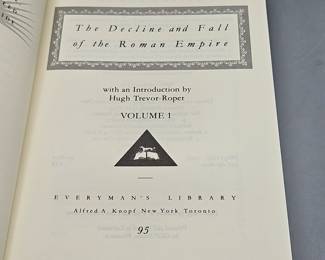 The Decline and Fall
of the Roman Empire
with an Introduction by
Hugh Trevor-Roper
VOLUME 1
EVERYMAN'S LIBRARY
Alfred A. Knopf New York Toronto
95